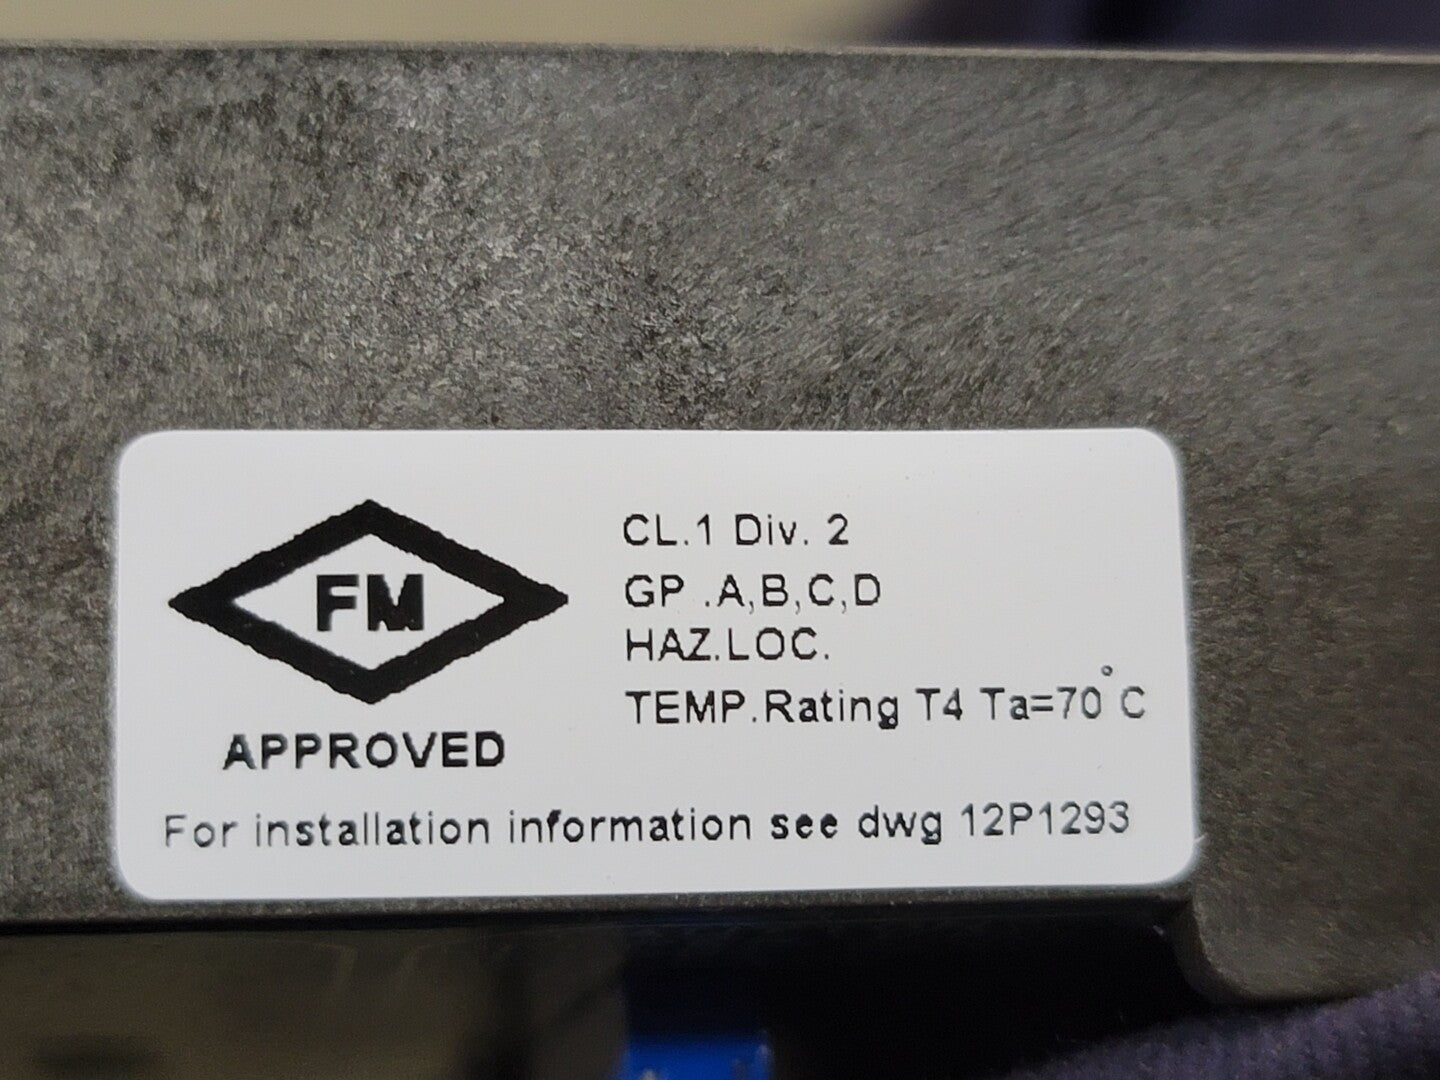 FM
APPROVED
CL.1 Div. 2
GP .A,B,C,D
HAZ.LOC.
TEMP.Rating T4 Ta=70°C
For installation information see dwg 12P1293